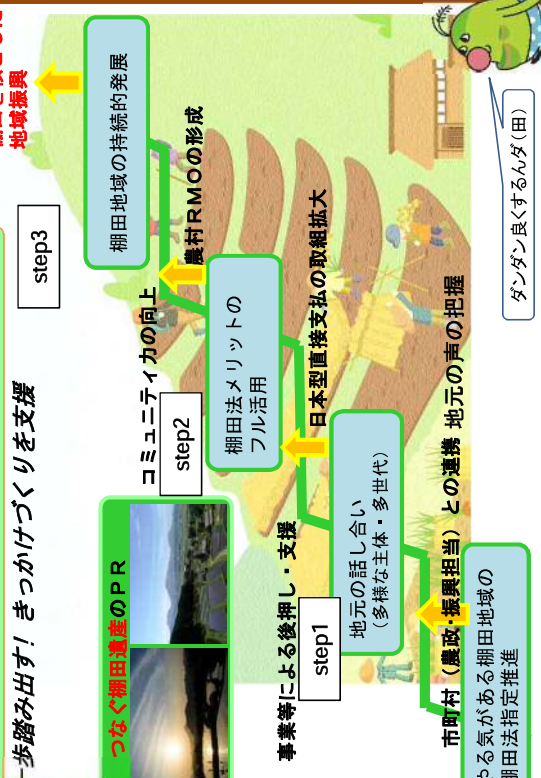 一歩踏み出す！きっかけづくりを支援
つなぐ棚田遺産のPR
step3
地域振興
棚田地域の持続的発展
農村RMOの形成
コミュニティ力の向上
step2
棚田法メリットの
フル活用
日本型直接支払の取組拡大
事業等による後押し・支援
step1
地元の話し合い
（多様な主体・多世代）
市町村（農政・振興担当）との連携 地元の声の把握
る気がある棚田地域の
棚田法指定推進
ダンダン良くするんダ（田）